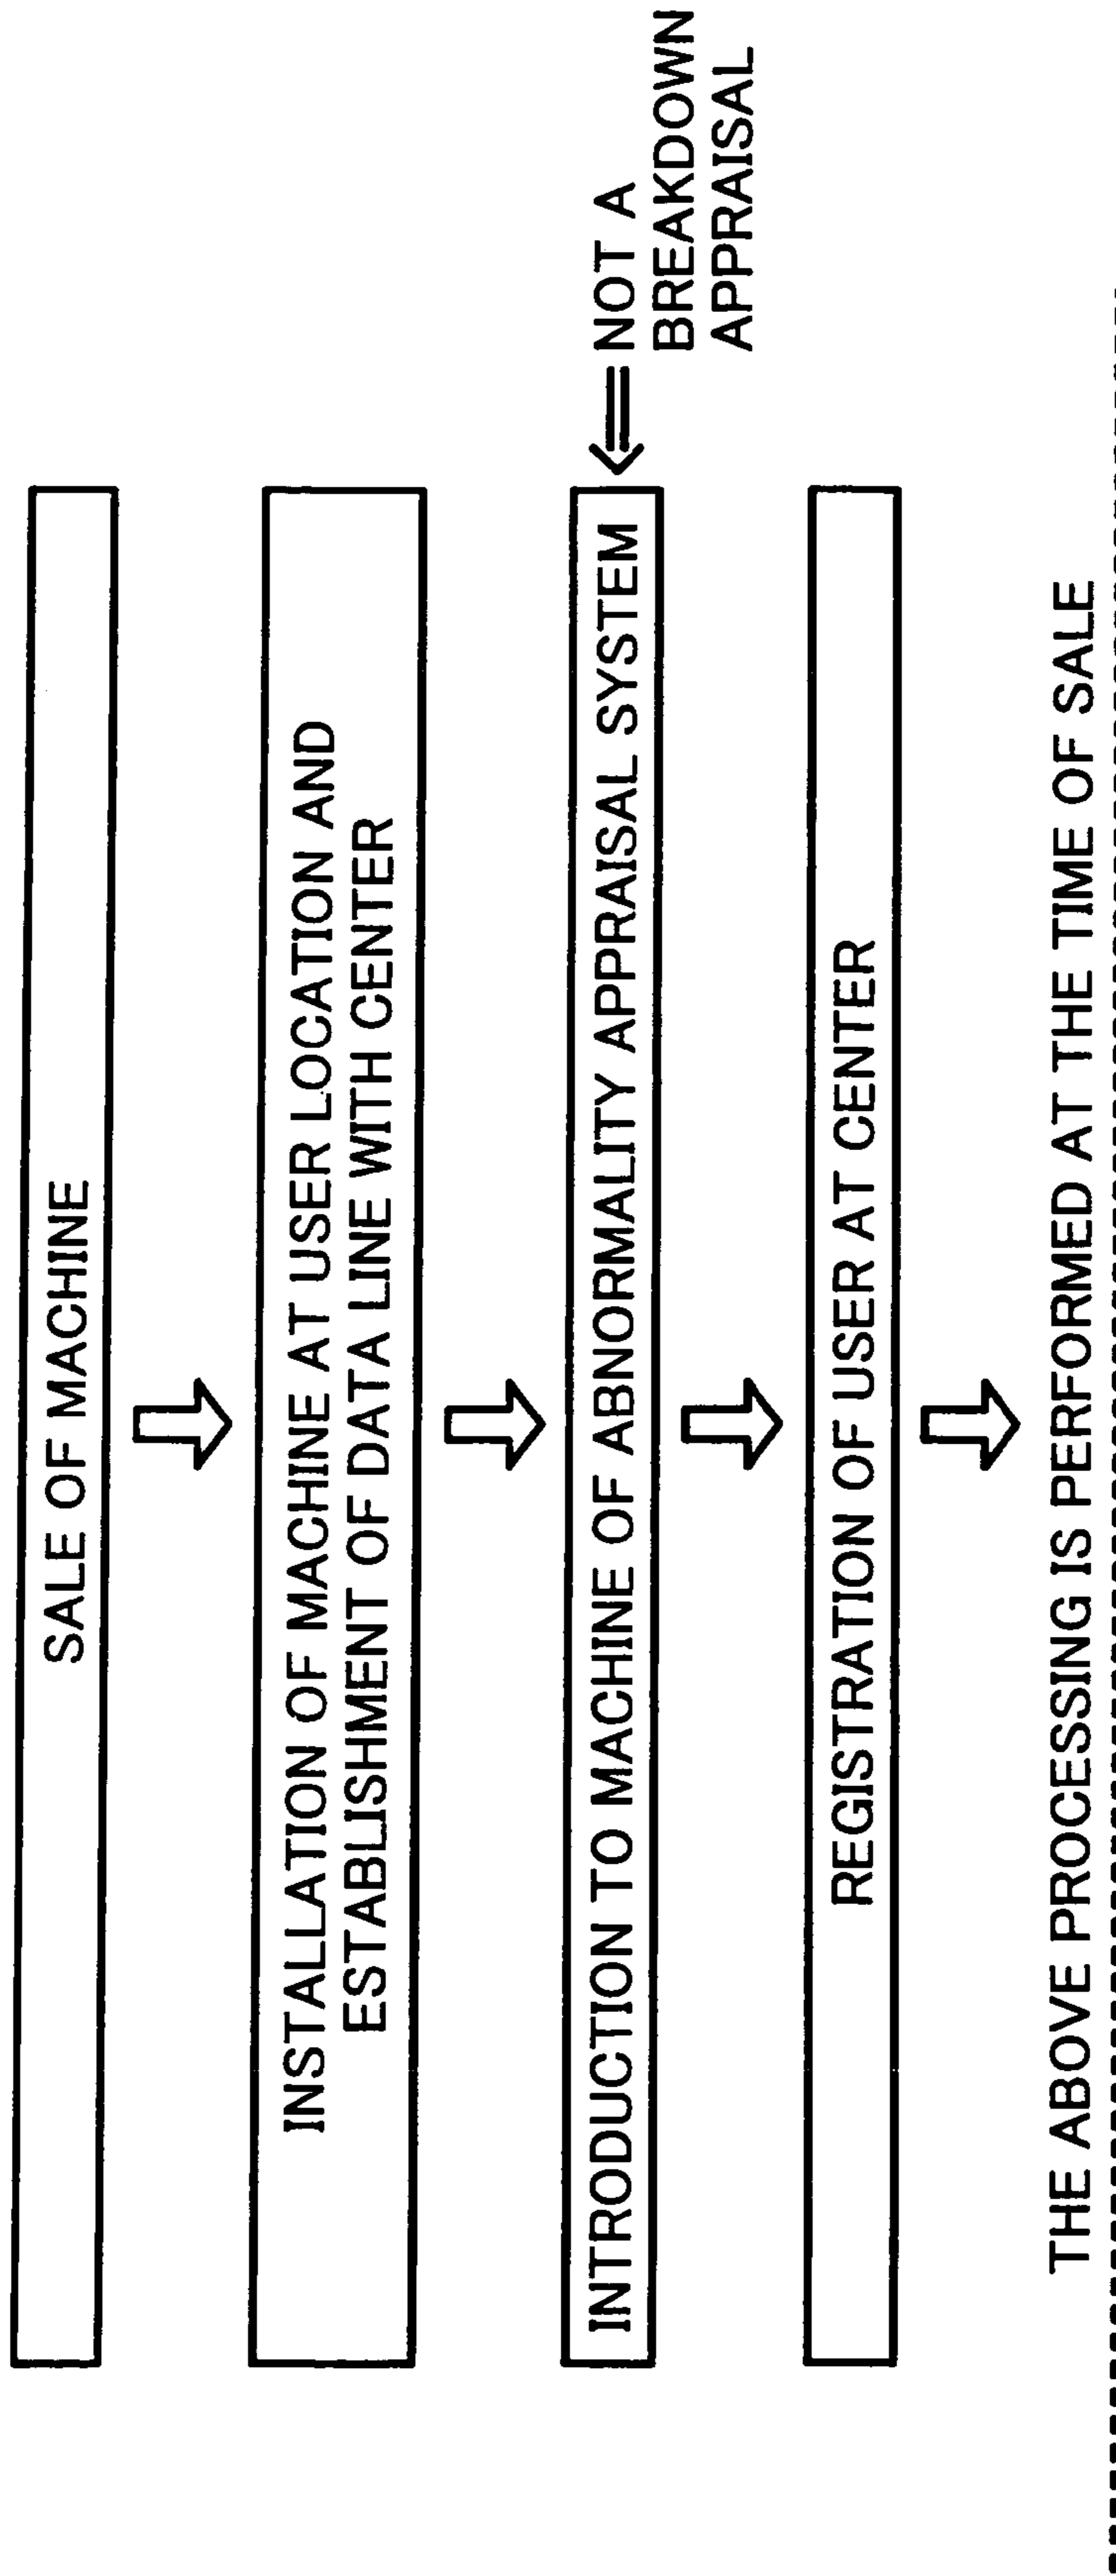 SALE OF MACHINE
INSTALLATION OF MACHINE AT USER LOCATION AND
ESTABLISHMENT OF DATA LINE WITH CENTER
INTRODUCTION TO MACHINE OF ABNORMALITY APPRAISAL SYSTEM
NOT A
BREAKDOWN
APPRAISAL
REGISTRATION OF USER AT CENTER
THE ABOVE PROCESSING IS PERFORMED AT THE TIME OF SALE